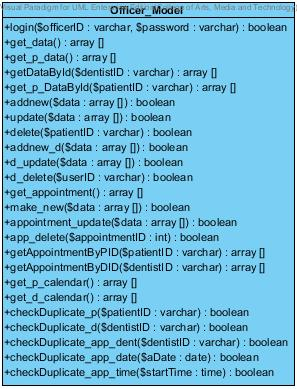 Visual Paradigm for UML Enterprise of Arts, Media and Technology
Officer_Model
+login($officerID : varchar, $password : varchar) : boolean
+get_data() : array []
+get_p_data() : array []
+getDataById($dentistID : varchar) : array []
+get_p_DataById($patientID : varchar) : array []
+addnew($data : array []) : boolean
+update($data : array []) : boolean
+delete($patientID : varchar) : boolean
+addnew_d($data : array []) : boolean
+d_update($data : array []) : boolean
+d_delete($userID : varchar) : boolean
+get_appointment() : array []
+make_new($data : array []) : boolean
+appointment_update($data : array []) : boolean
+app_delete($appointmentID : int) : boolean
+getAppointmentByPID($patientID : varchar) : array []
+getAppointmentByDID($dentistID : varchar) : array []
+get_p_calendar() : array []
+get_d_calendar() : array []
+checkDuplicate_p($patientID : varchar) : boolean
+checkDuplicate_d($dentistID : varchar) : boolean
+checkDuplicate_app_dent($dentistID : varchar) : boolean
+checkDuplicate_app_date($aDate : date) : boolean
+checkDuplicate_app_time($startTime : time) : boolean